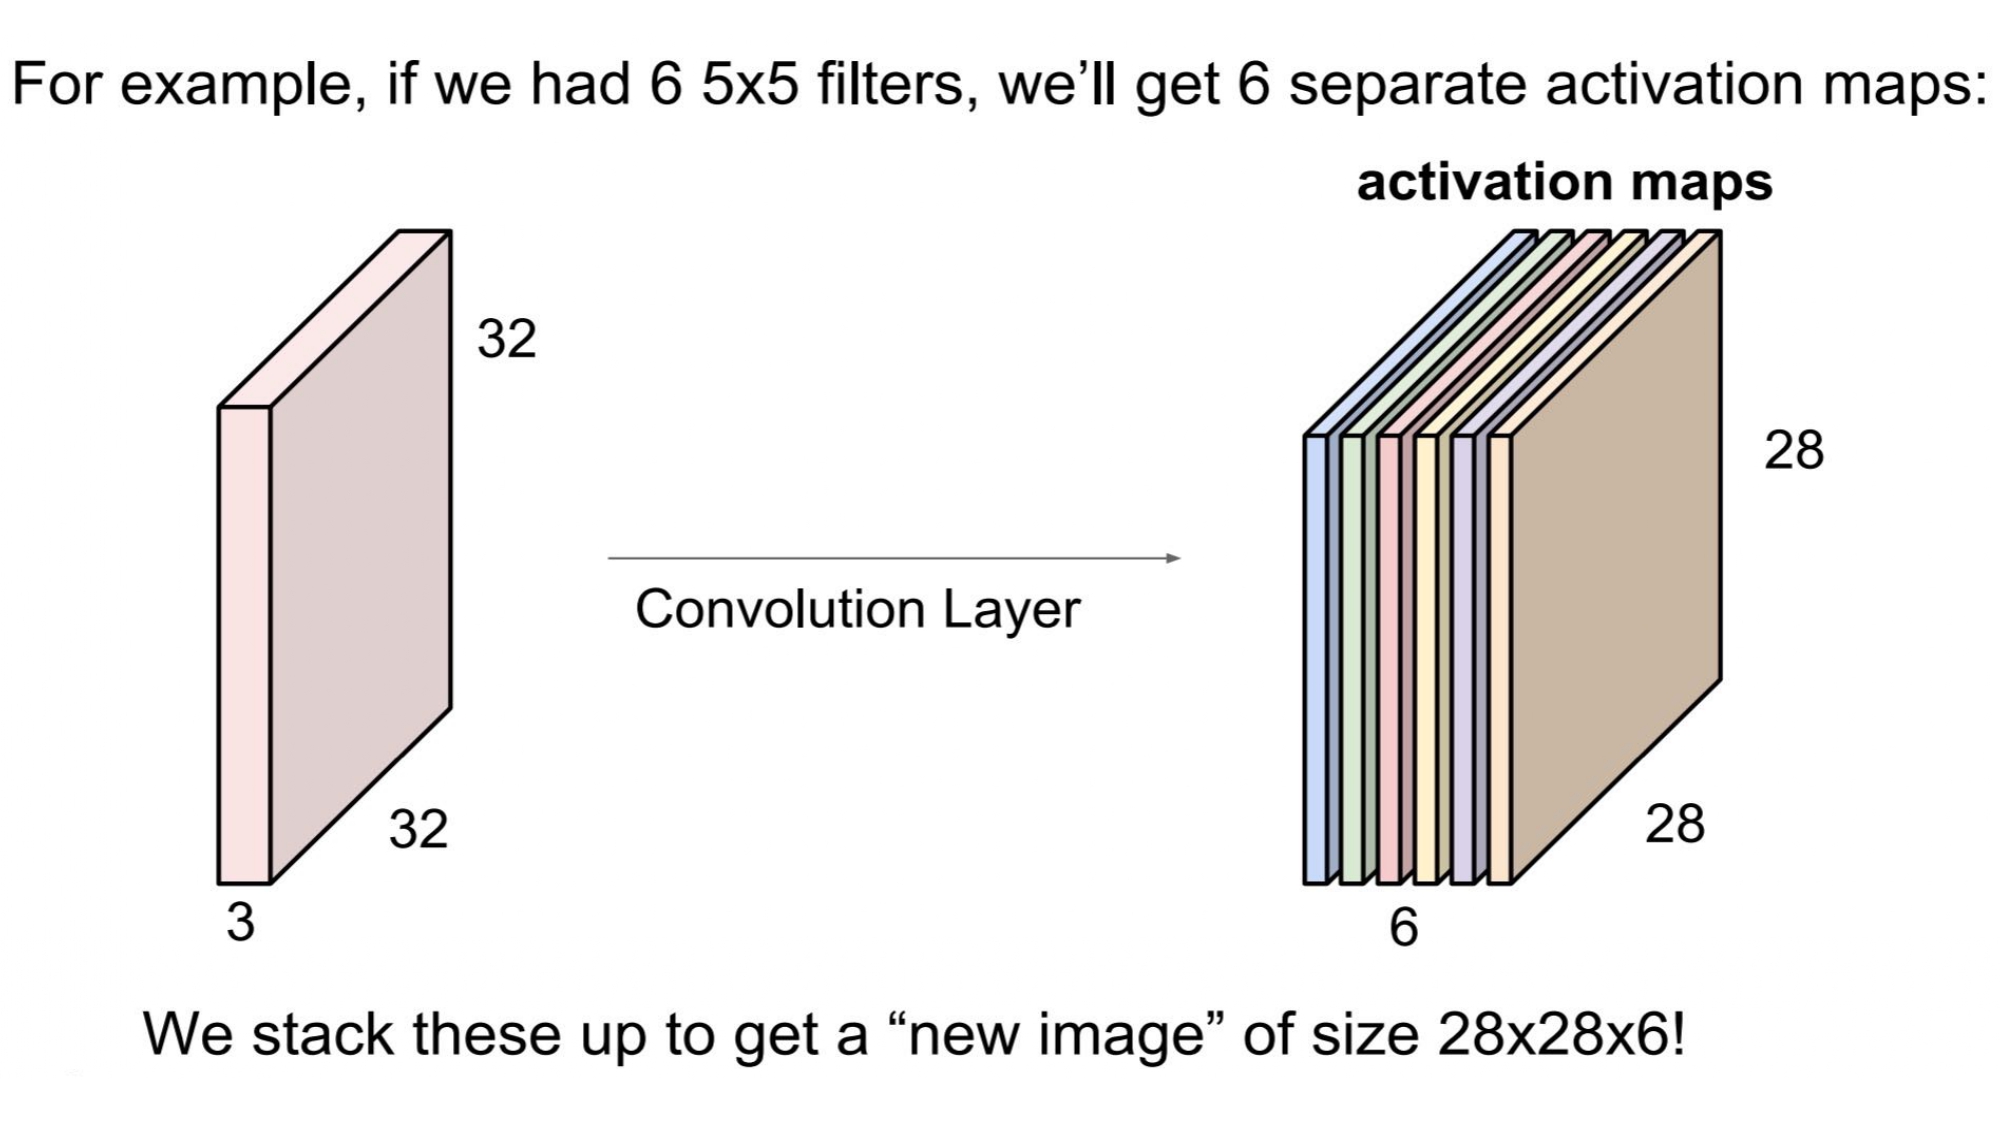 For example, if we had 6 5x5 filters, we’ll get 6 separate activation maps:
activation maps
32
32
3
Convolution Layer
28
28
6
We stack these up to get a “new image” of size 28x28x6!